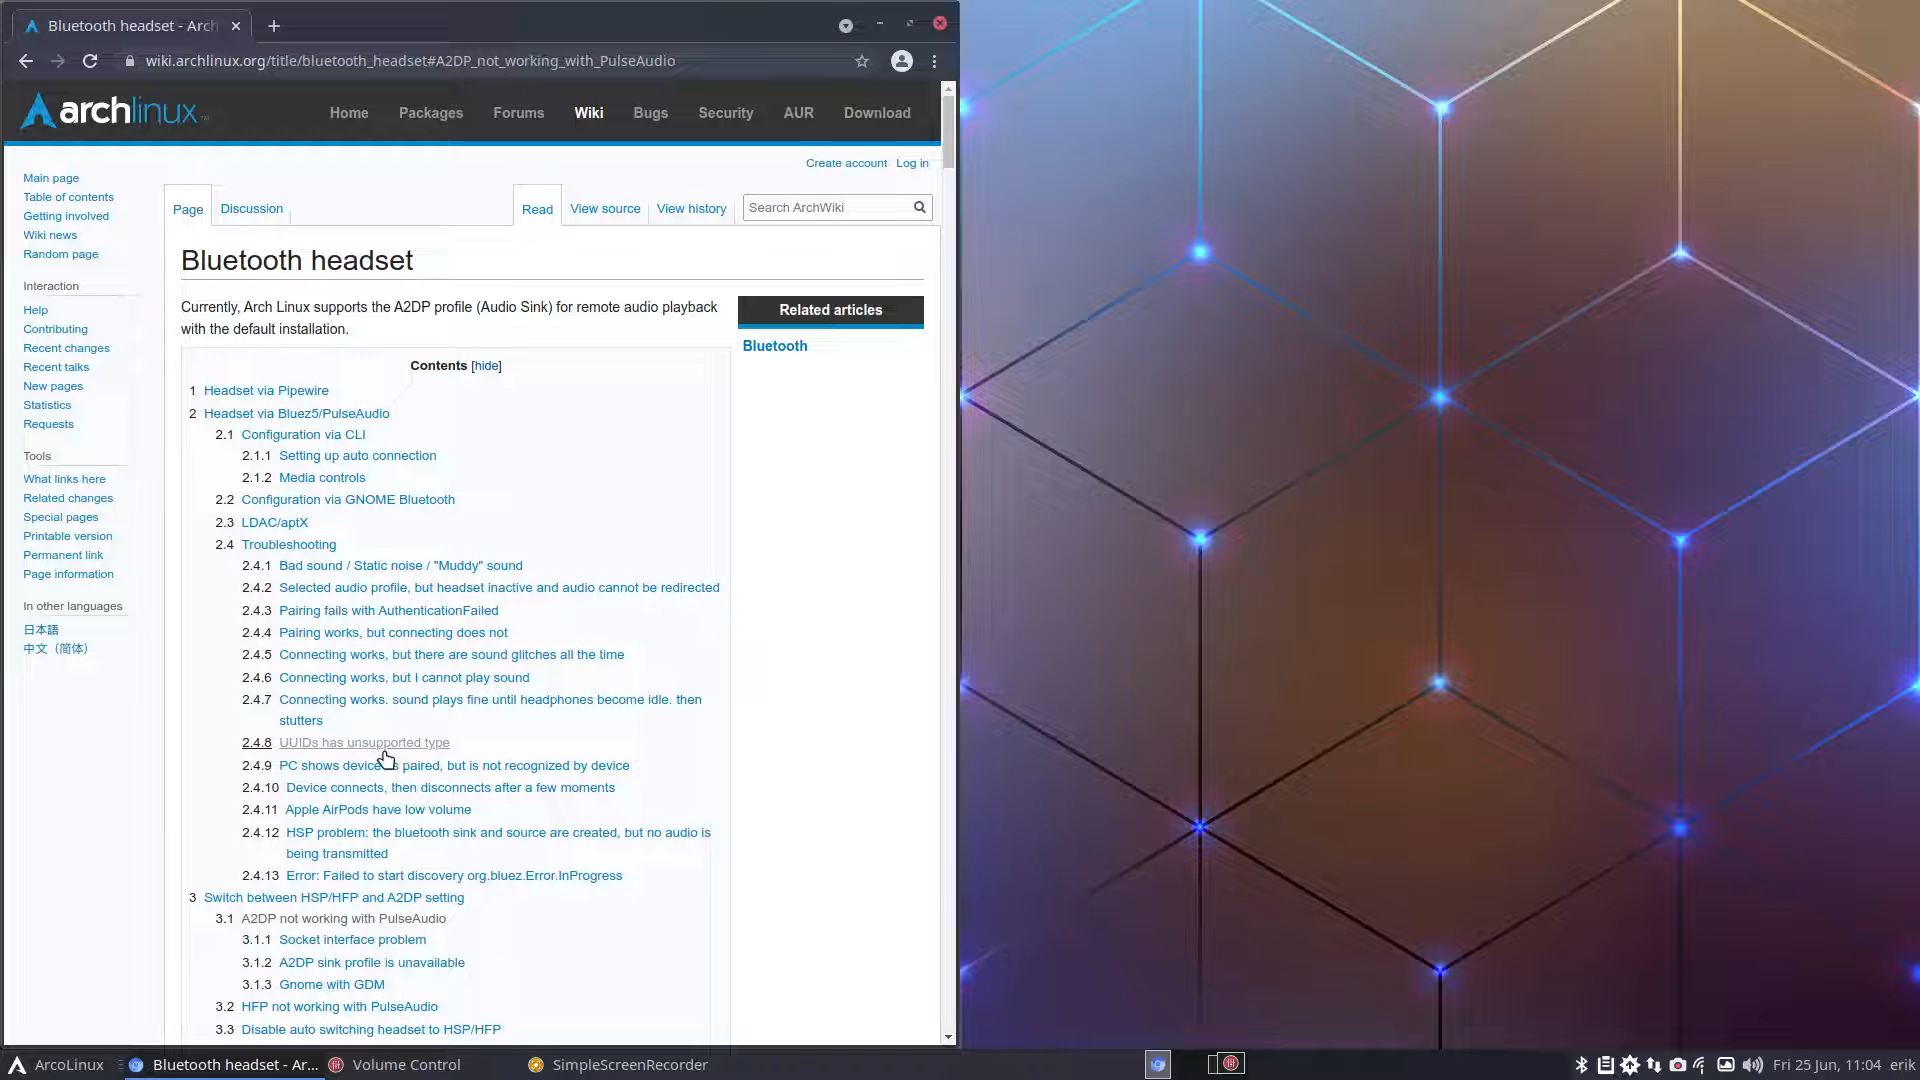 Bluetooth headset - Arch
wiki.archlinux.org/title/bluetooth_headset#A2DP_not_working_with_PulseAudio
archlinux
Home Packages Forums Wiki Bugs Security AUR Download
Create account Log in
Main page
Table of contents
Getting involved
Wiki news
Random page
Interaction
Help
Contributing
Recent changes
Recent talks
New pages
Statistics
Requests
Tools
What links here
Related changes
Special pages
Printable version
Permanent link
Page information
In other languages
日本語
中文（简体）
Page Discussion Read View source View history Search ArchWiki
Bluetooth headset
Currently, Arch Linux supports the A2DP profile (Audio Sink) for remote audio playback
with the default installation.
Related articles
Bluetooth
Contents [hide]
1 Headset via Pipewire
2 Headset via Bluez5/PulseAudio
2.1 Configuration via CLI
2.1.1 Setting up auto connection
2.1.2 Media controls
2.2 Configuration via GNOME Bluetooth
2.3 LDAC/aptX
2.4 Troubleshooting
2.4.1 Bad sound / Static noise / "Muddy" sound
2.4.2 Selected audio profile, but headset inactive and audio cannot be redirected
2.4.3 Pairing fails with AuthenticationFailed
2.4.4 Pairing works, but connecting does not
2.4.5 Connecting works, but there are sound glitches all the time
2.4.6 Connecting works, but I cannot play sound
2.4.7 Connecting works, sound plays fine until headphones become idle, then
stutters
2.4.8 UUIDs has unsupported type
2.4.9 PC shows device is paired, but is not recognized by device
2.4.10 Device connects, then disconnects after a few moments
2.4.11 Apple AirPods have low volume
2.4.12 HSP problem: the bluetooth sink and source are created, but no audio is
being transmitted
2.4.13 Error: Failed to start discovery org.bluez.Error.InProgress
3 Switch between HSP/HFP and A2DP setting
3.1 A2DP not working with PulseAudio
3.1.1 Socket interface problem
3.1.2 A2DP sink profile is unavailable
3.1.3 Gnome with GDM
3.2 HFP not working with PulseAudio
3.3 Disable auto switching headset to HSP/HFP
ArcoLinux Bluetooth headset - Ar... Volume Control SimpleScreenRecorder Fri 25 Jun, 11:04 erik